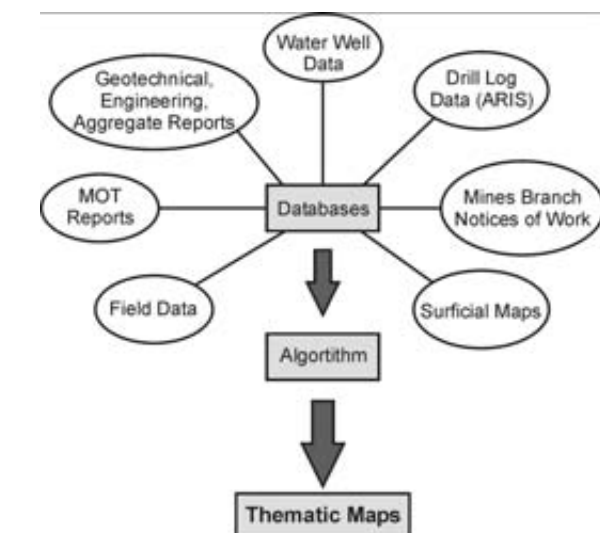 Water Well
Data
Geotechnical,
Engineering,
Aggregate Reports
Drill Log
Data (ARIS)
MOT
Reports
Databases
Mines Branch
Notices of Work
Field Data
Surficial Maps
Algortithm
Thematic Maps